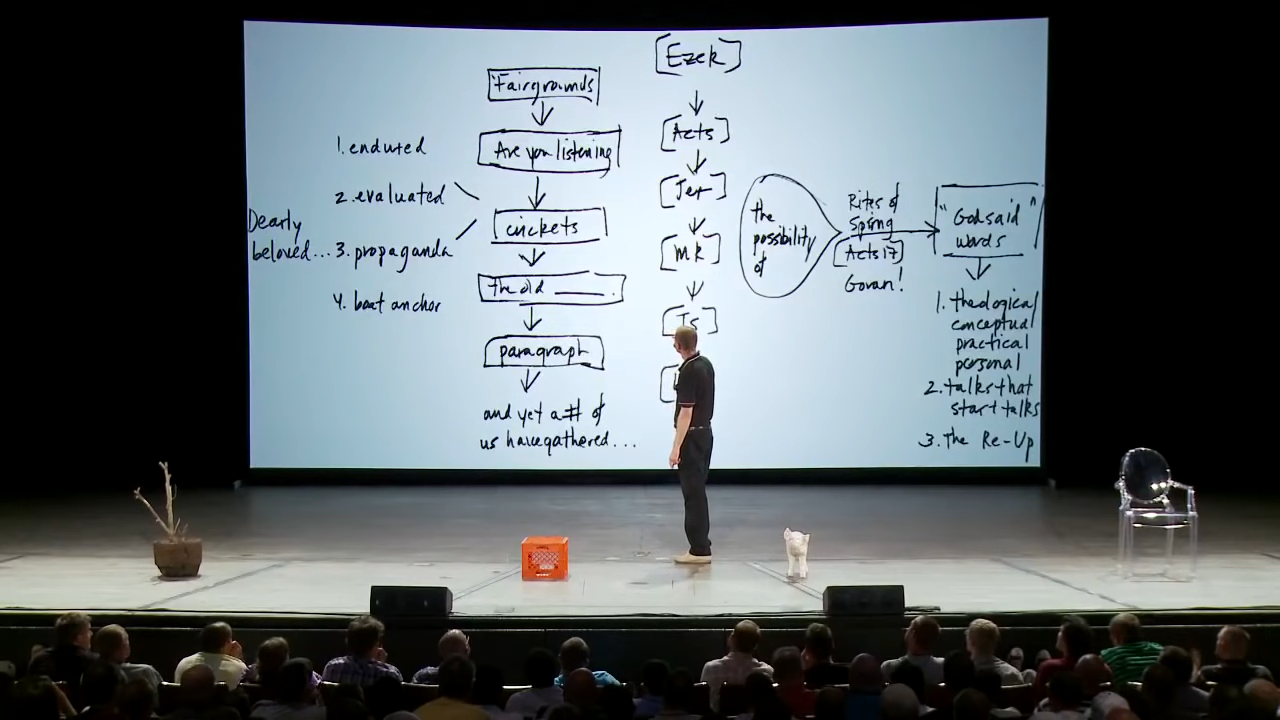 Dearly
beloved...
1. endured
2. evaluated
3. propaganda
4. boat anchor
Fairgrounds
Are you listening
crickets
the old ____.
paragraph
and yet a # of
us have gathered...
[Ezek]
[Acts]
[Jer]
[Mk]
[Is]
the
possibility
of
Rites of
Spring
[Acts 17]
Govan!
"God said"
words
1. theological
conceptual
practical
personal
2. talks that
start talks
3. the Re-Up